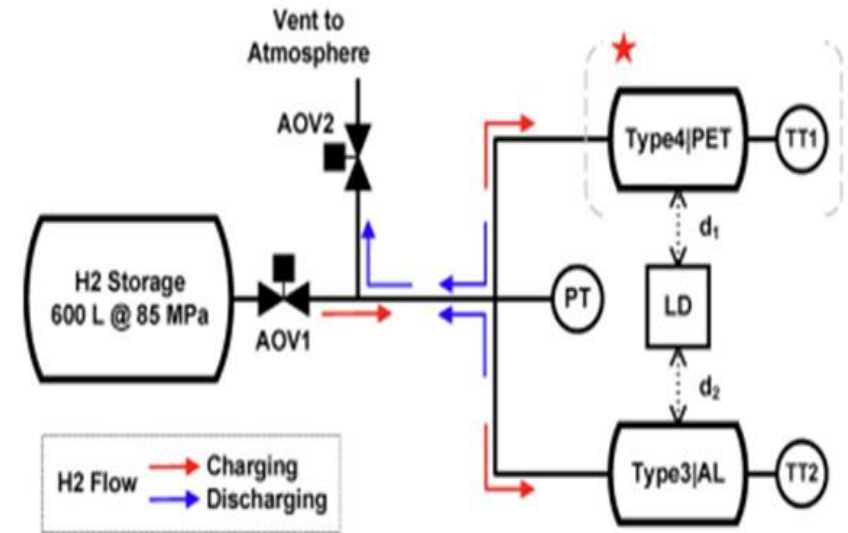 Vent to
Atmosphere
AOV2
Type4|PET
TT1
d₁
H2 Storage
600 L @ 85 MPa
AOV1
PT
LD
d₂
Type3|AL
TT2
H2 Flow
Charging
Discharging